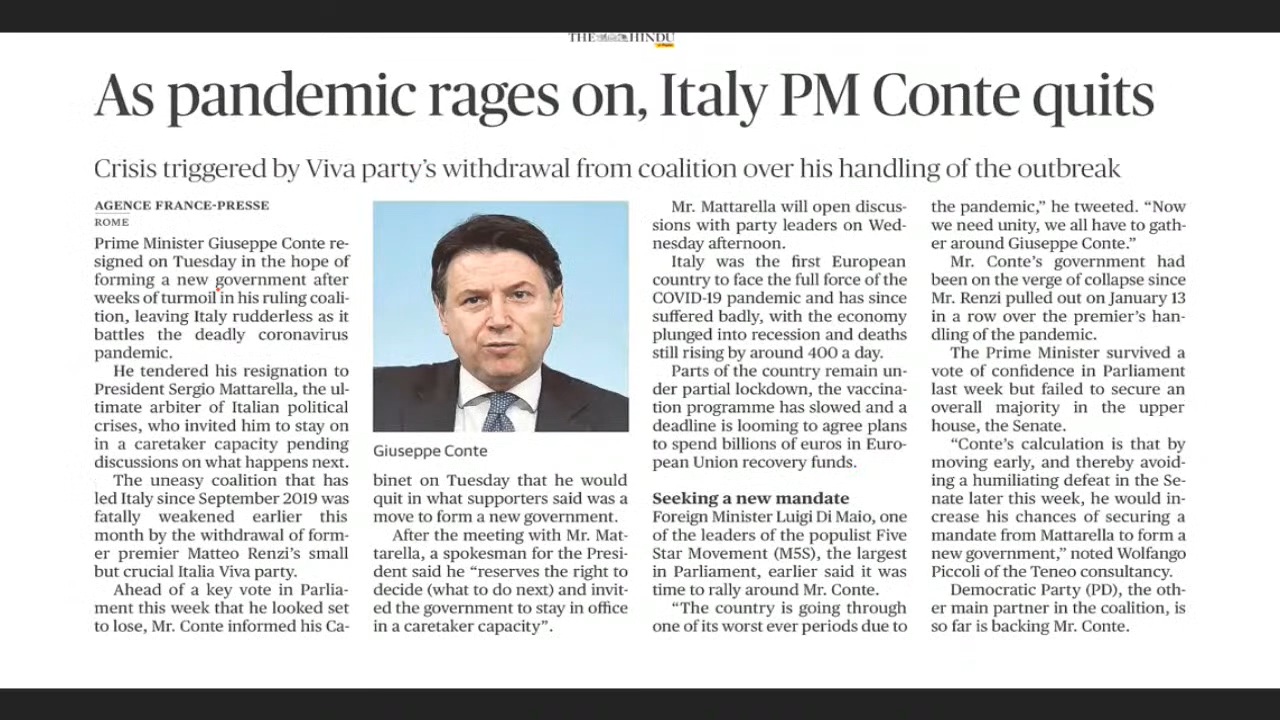 THE HINDU
As pandemic rages on, Italy PM Conte quits
Crisis triggered by Viva party’s withdrawal from coalition over his handling of the outbreak
AGENCE FRANCE-PRESSE
ROME
Prime Minister Giuseppe Conte re-
signed on Tuesday in the hope of
forming a new government after
weeks of turmoil in his ruling coali-
tion, leaving Italy rudderless as it
battles the deadly coronavirus
pandemic.
He tendered his resignation to
President Sergio Mattarella, the ul-
timate arbiter of Italian political
crises, who invited him to stay on
in a caretaker capacity pending
discussions on what happens next.
The uneasy coalition that has
led Italy since September 2019 was
fatally weakened earlier this
month by the withdrawal of form-
er premier Matteo Renzi’s small
but crucial Italia Viva party.
Ahead of a key vote in Parlia-
ment this week that he looked set
to lose, Mr. Conte informed his Ca-
Giuseppe Conte
binet on Tuesday that he would
quit in what supporters said was a
move to form a new government.
After the meeting with Mr. Mat-
tarella, a spokesman for the Presi-
dent said he “reserves the right to
decide (what to do next) and invit-
ed the government to stay in office
in a caretaker capacity”.
Mr. Mattarella will open discus-
sions with party leaders on Wed-
nesday afternoon.
Italy was the first European
country to face the full force of the
COVID-19 pandemic and has since
suffered badly, with the economy
plunged into recession and deaths
still rising by around 400 a day.
Parts of the country remain un-
der partial lockdown, the vaccina-
tion programme has slowed and a
deadline is looming to agree plans
to spend billions of euros in Euro-
pean Union recovery funds.
Seeking a new mandate
Foreign Minister Luigi Di Maio, one
of the leaders of the populist Five
Star Movement (M5S), the largest
in Parliament, earlier said it was
time to rally around Mr. Conte.
“The country is going through
one of its worst ever periods due to
the pandemic,” he tweeted. “Now
we need unity, we all have to gath-
er around Giuseppe Conte.”
Mr. Conte’s government had
been on the verge of collapse since
Mr. Renzi pulled out on January 13
in a row over the premier’s han-
dling of the pandemic.
The Prime Minister survived a
vote of confidence in Parliament
last week but failed to secure an
overall majority in the upper
house, the Senate.
“Conte’s calculation is that by
moving early, and thereby avoid-
ing a humiliating defeat in the Se-
nate later this week, he would in-
crease his chances of securing a
mandate from Mattarella to form a
new government,” noted Wolfango
Piccoli of the Teneo consultancy.
Democratic Party (PD), the oth-
er main partner in the coalition, is
so far is backing Mr. Conte.